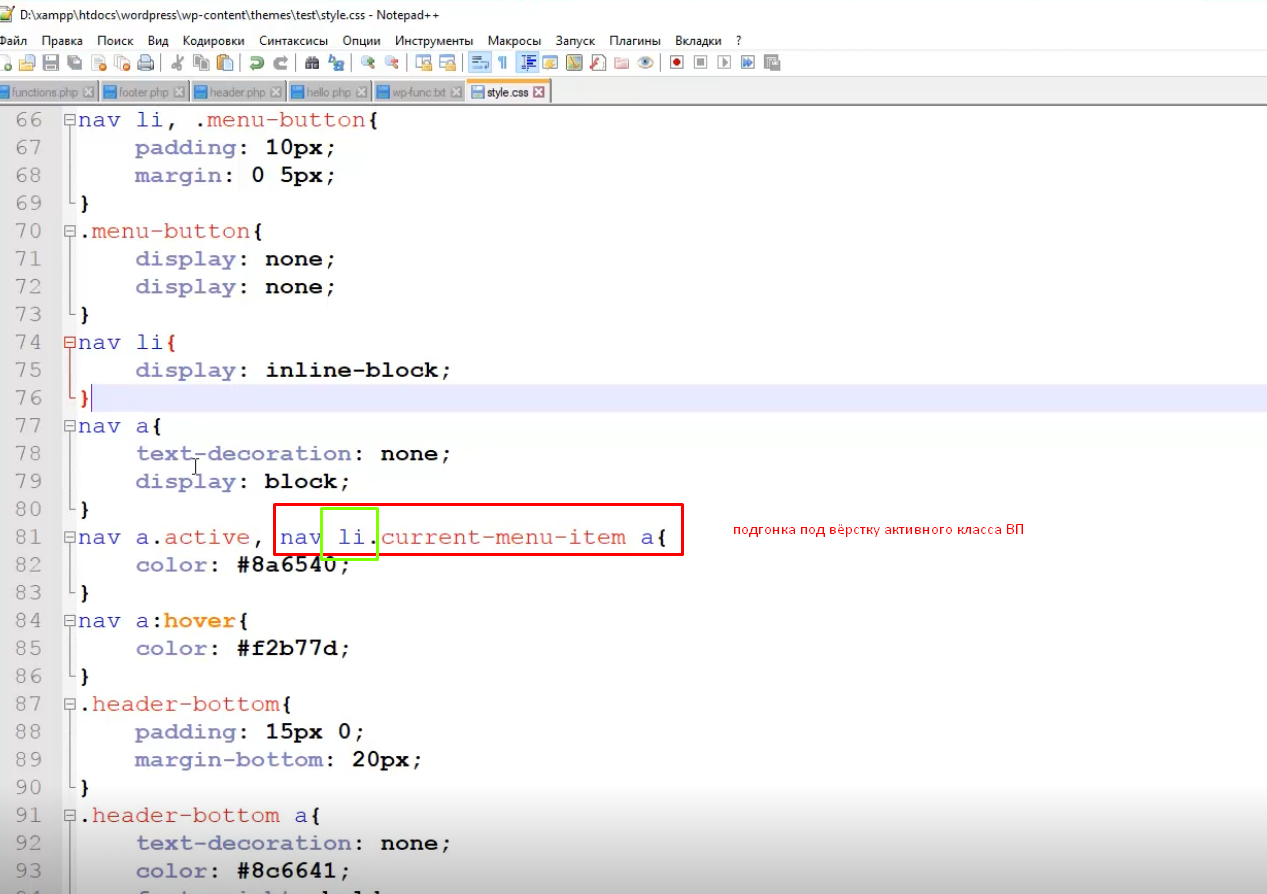 D:\xampp\htdocs\wordpress\wp-content\themes\test\style.css - Notepad++
Файл Правка Поиск Вид Кодировки Синтаксисы Опции Инструменты Макросы Запуск Плагины Вкладки ?
functions.php footer.php header.php hello.php wp-func.txt style.css
66 nav li, .menu-button{
67 padding: 10px;
68 margin: 0 5px;
69 }
70 .menu-button{
71 display: none;
72 display: none;
73 }
74 nav li{
75 display: inline-block;
76 }
77 nav a{
78 text-decoration: none;
79 display: block;
80 }
81 nav a.active, nav li.current-menu-item a{
подгонка под вёрстку активного класса ВП
82 color: #8a6540;
83 }
84 nav a:hover{
85 color: #f2b77d;
86 }
87 .header-bottom{
88 padding: 15px 0;
89 margin-bottom: 20px;
90 }
91 .header-bottom a{
92 text-decoration: none;
93 color: #8c6641;